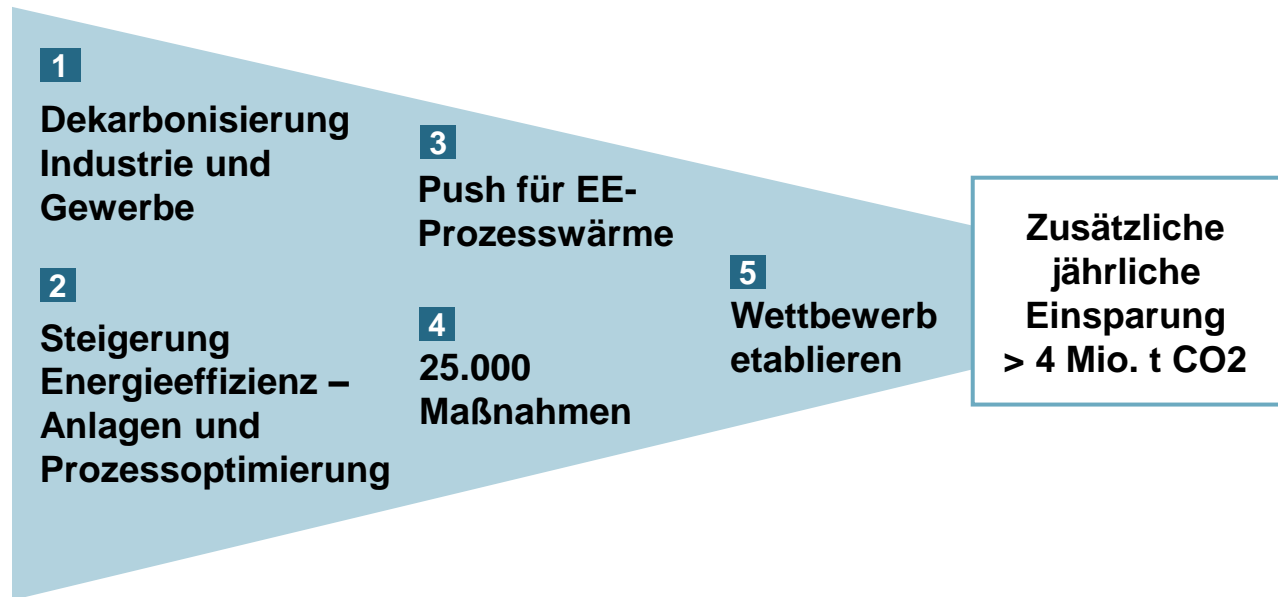 1
Dekarbonisierung
Industrie und
Gewerbe
2
Steigerung
Energieeffizienz –
Anlagen und
Prozessoptimierung
3
Push für EE-
Prozesswärme
4
25.000
Maßnahmen
5
Wettbewerb
etablieren
Zusätzliche
jährliche
Einsparung
> 4 Mio. t CO2